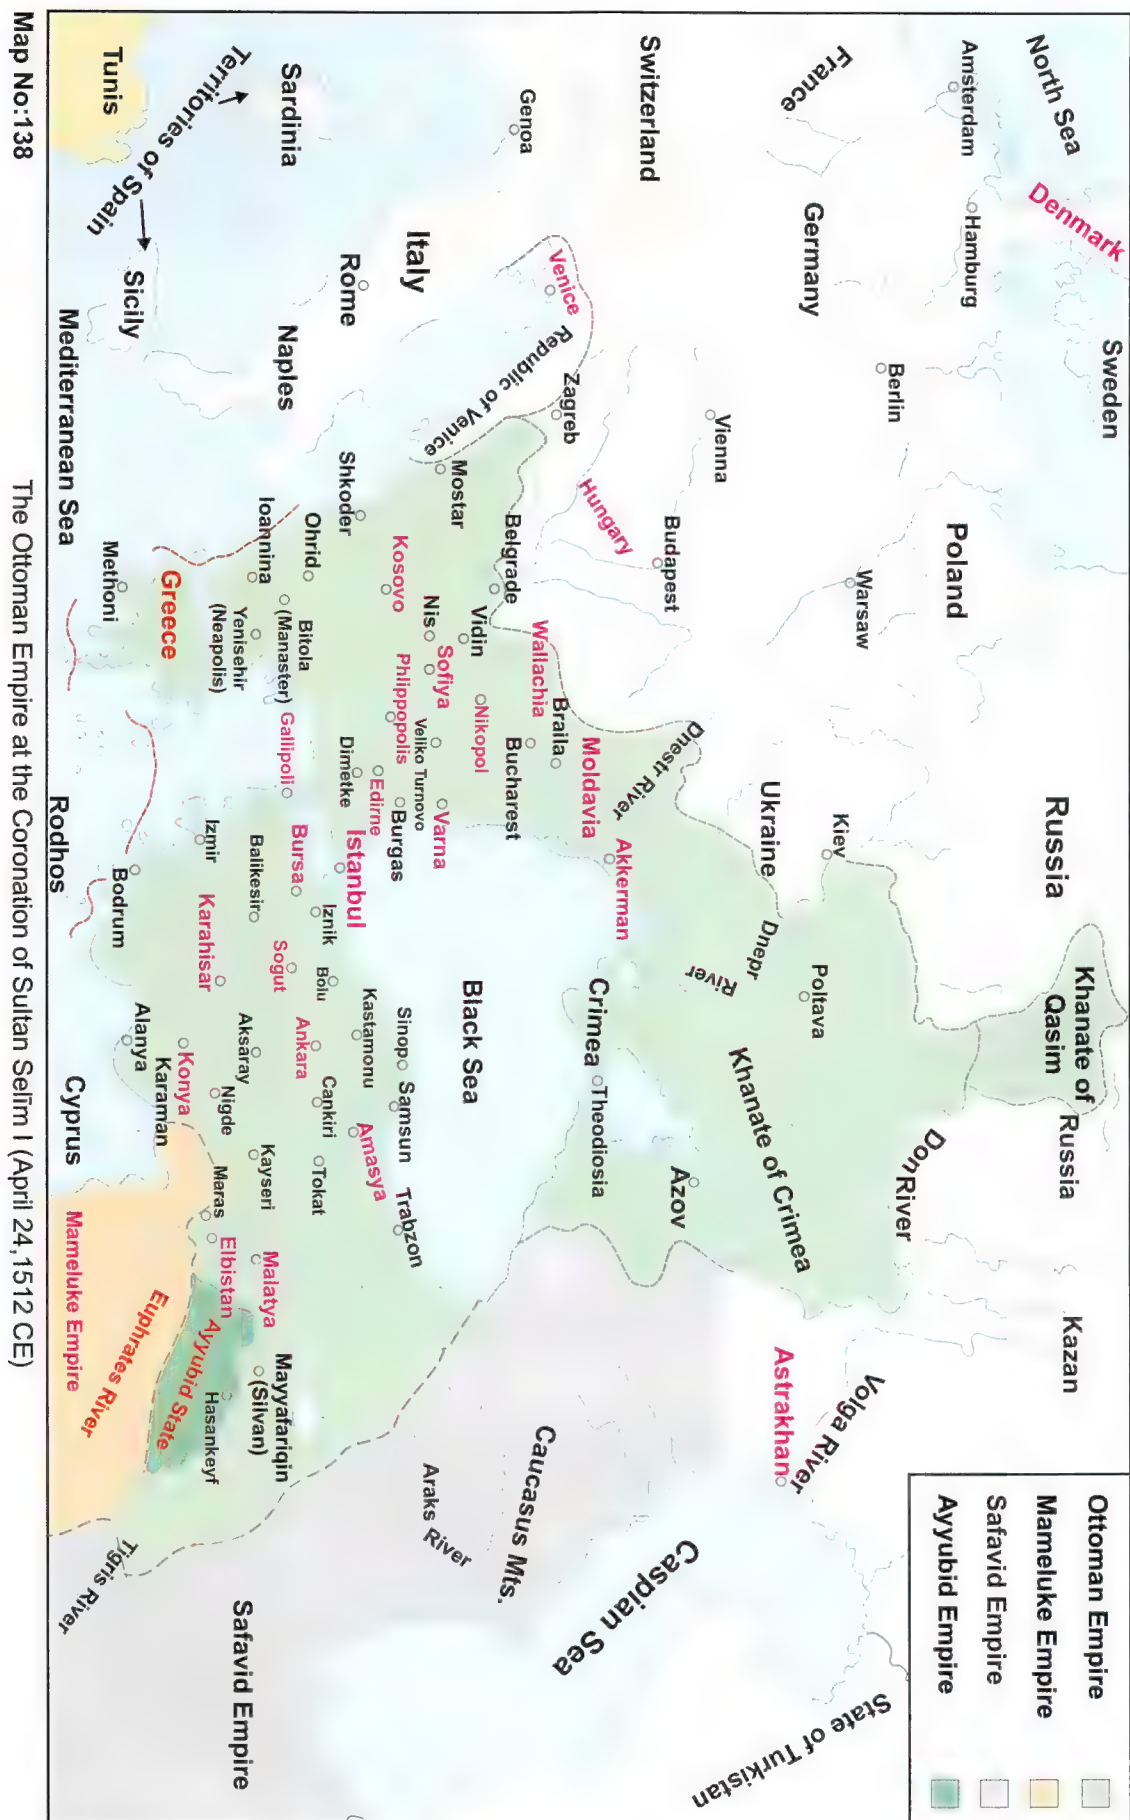 North Sea
Denmark
Sweden
Amsterdam
Hamburg
France
Germany
Berlin
Poland
Warsaw
Russia
Khanate of
Qasim
Russia
Kazan
Switzerland
Vienna
Budapest
Hungary
Kiev
Ukraine
Dnepr
River
Poltava
Don River
Khanate of Crimea
Volga River
Astrakhan
Genoa
Venice
Republic of Venice
Zagreb
Italy
Rome
Naples
Sardinia
Territories of Spain
Tunis
Sicily
Mediterranean Sea
Mostar
Belgrade
Shkoder
Kosovo
Nis
Vidin
Sofiya
Nikopol
Wallachia
Braila
Bucharest
Moldavia
Dnestr River
Akkerman
Crimea
Theodiosia
Azov
Ohrid
Ioannina
Bitola
(Manaster)
Yenisehir
(Neapolis)
Greece
Methoni
Phlippopolis
Veliko Turnovo
Varna
Burgas
Edirne
Dimetke
Gallipoli
Istanbul
Bursa
Iznik
Balikesir
Izmir
Bodrum
Rodhos
Karahisar
Sogut
Bolu
Black Sea
Kastamonu
Sinop
Samsun
Trabzon
Ankara
Cankiri
Amasya
Tokat
Aksaray
Nigde
Kayseri
Konya
Karaman
Alanya
Cyprus
Maras
Elbistan
Malatya
Mayyafariqin
(Silvan)
Hasankeyf
Ayyubid State
Euphrates River
Mameluke Empire
Tigris River
Safavid Empire
Araks River
Caucasus Mts.
Caspian Sea
State of Turkistan
Ottoman Empire
Safavid Empire
Mameluke Empire
Ayyubid Empire
Map No:138
The Ottoman Empire at the Coronation of Sultan Selīm I (April 24,1512 CE)